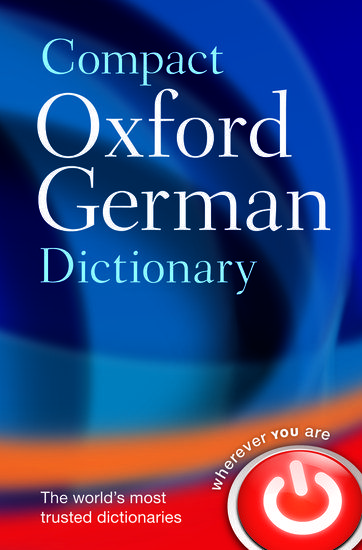 Compact
Oxford
German
Dictionary
wherever YOU are
The world's most
trusted dictionaries